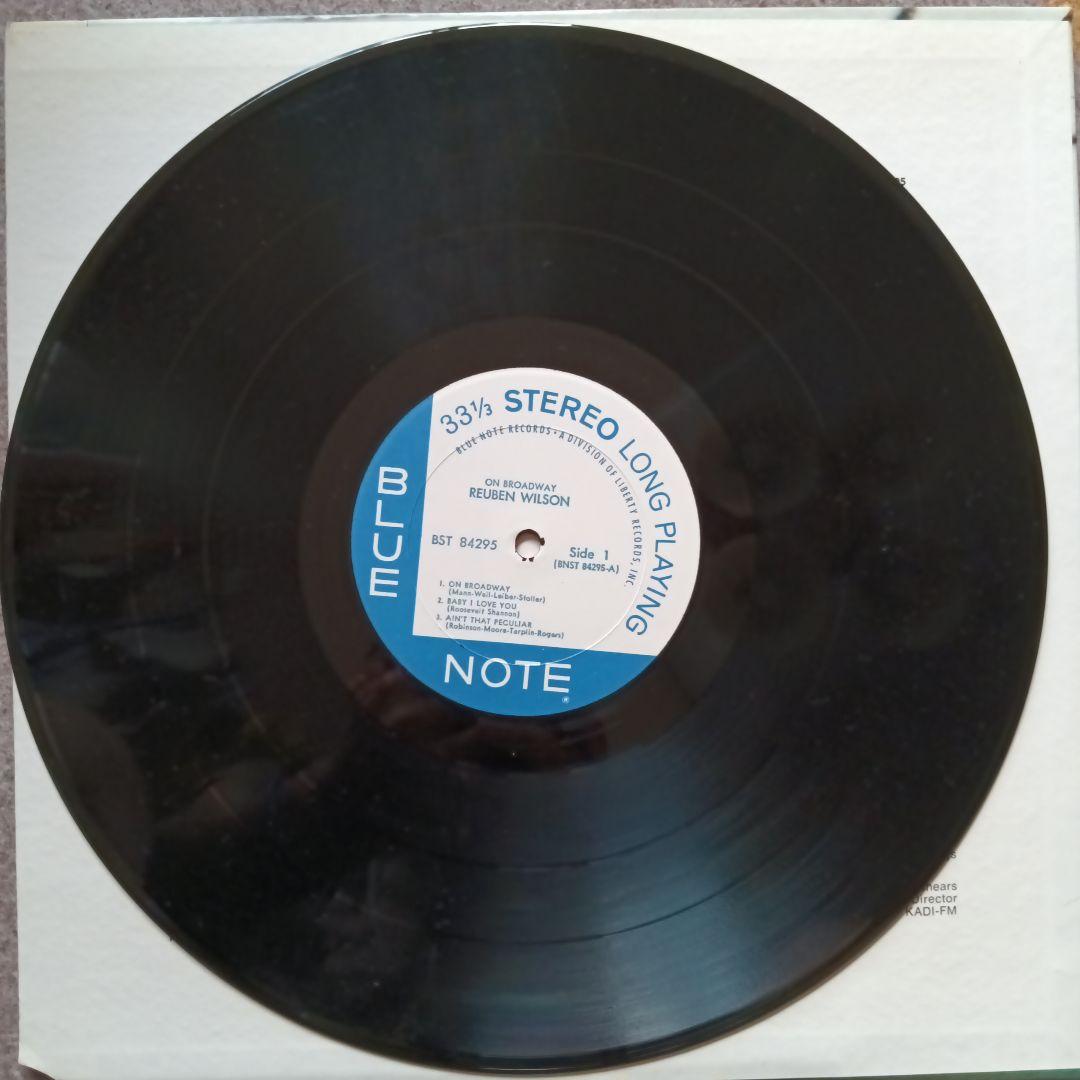 33⅓ STEREO LONG PLAYING
BLUE NOTE RECORDS • A DIVISION OF LIBERTY RECORDS, INC.
ON BROADWAY
REUBEN WILSON
BST 84295
Side 1
(BNST 84295-A)
1. ON BROADWAY
(Mann-Weil-Leiber-Stoller)
2. BABY I LOVE YOU
(Roosevelt Shannon)
3. AIN'T THAT PECULIAR
(Robinson-Moore-Tarplin-Rogers)
BLUE
NOTE
®
95
hears
Director
KADI-FM